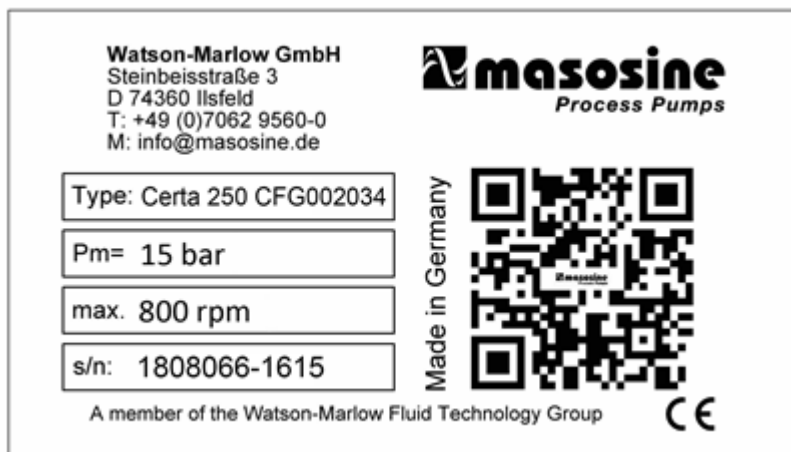 Watson-Marlow GmbH
Steinbeisstraße 3
D 74360 Ilsfeld
T: +49 (0)7062 9560-0
M: info@masosine.de
masosine
Process Pumps
Type: Certa 250 CFG002034
Pm= 15 bar
max. 800 rpm
s/n: 1808066-1615
Made in Germany
masosine
A member of the Watson-Marlow Fluid Technology Group
CE